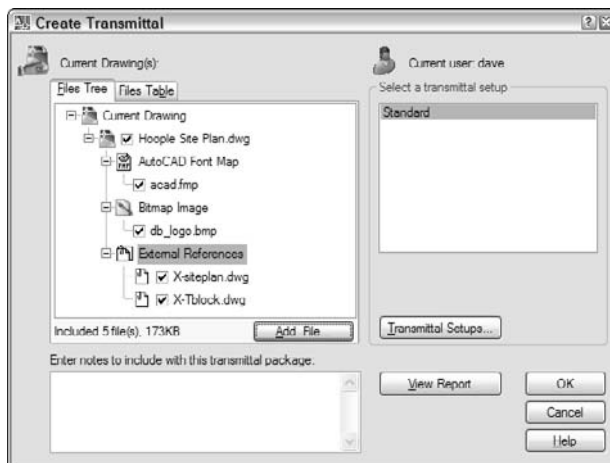 Create Transmittal
Current Drawing(s):
Current user: dave
Files Tree
Files Table
Select a transmittal setup
Current Drawing
Hoople Site Plan.dwg
AutoCAD Font Map
acad.fmp
Bitmap Image
db_logo.bmp
External References
X-siteplan.dwg
X-Tblock.dwg
Standard
Included 5 file(s), 173KB
Add File
Transmittal Setups...
Enter notes to include with this transmittal package:
View Report
OK
Cancel
Help